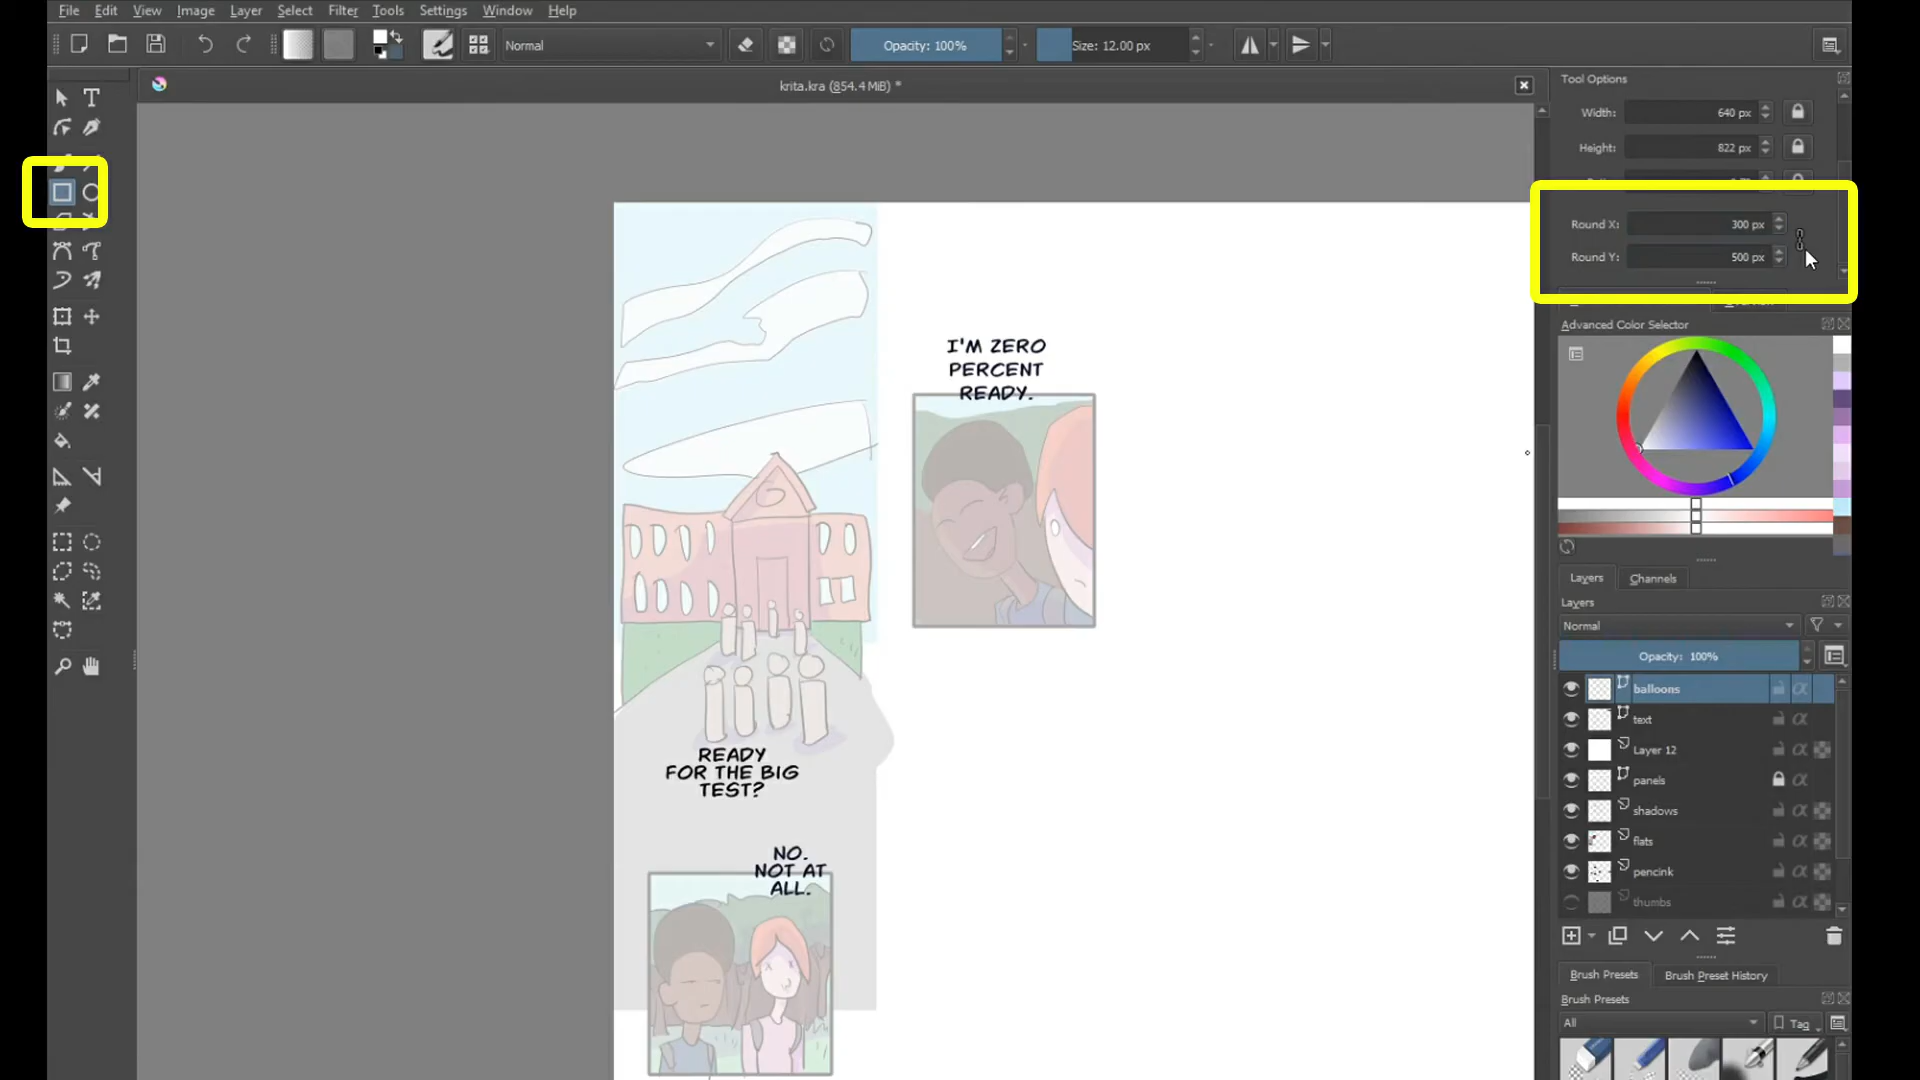 File Edit View Image Layer Select Filter Tools Settings Window Help
Normal
Opacity: 100%
Size: 12.00 px
krita.kra (854.4 MiB) *
Tool Options
Width: 640 px
Height: 822 px
Round X: 300 px
Round Y: 500 px
Advanced Color Selector
I'M ZERO
PERCENT
READY.
READY
FOR THE BIG
TEST?
NO.
NOT AT
ALL.
Layers Channels
Layers
Normal
Opacity: 100%
balloons
text
Layer 12
panels
shadows
flats
pencink
thumbs
Brush Presets Brush Preset History
Brush Presets
All Tag